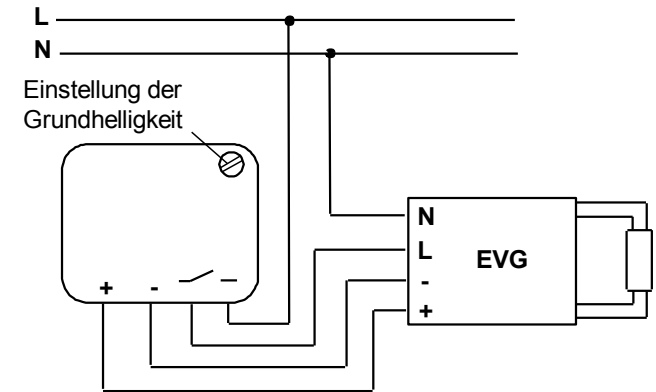 L
N
Einstellung der
Grundhelligkeit
+ -
N
L
-
+
EVG